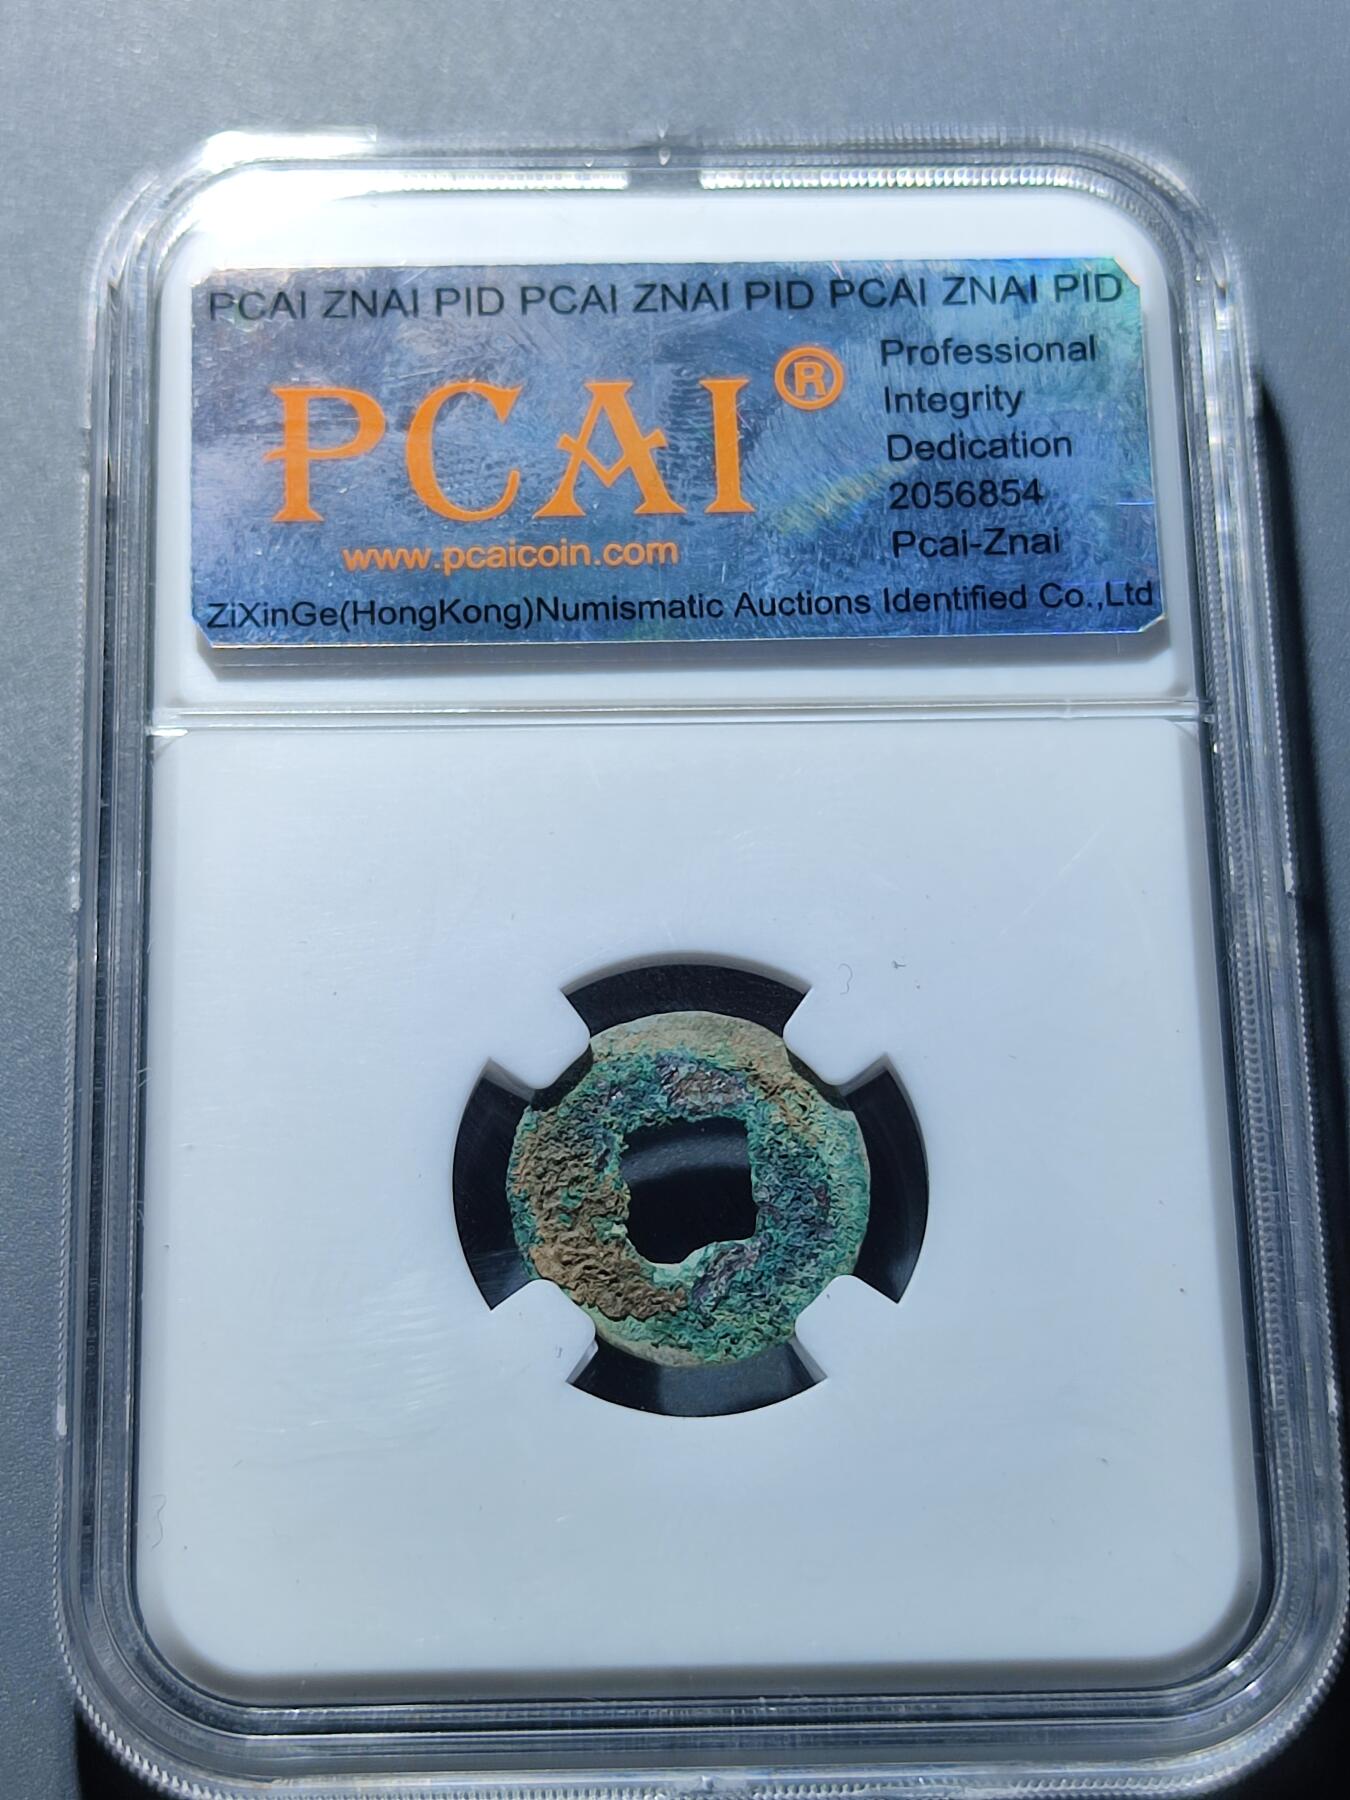 PCAI ZNAI PID PCAI ZNAI PID PCAI ZNAI PID
PCAI®
www.pcaicoin.com
Professional
Integrity
Dedication
2056854
Pcai-Znai
ZiXinGe(HongKong)Numismatic Auctions Identified Co.,Ltd